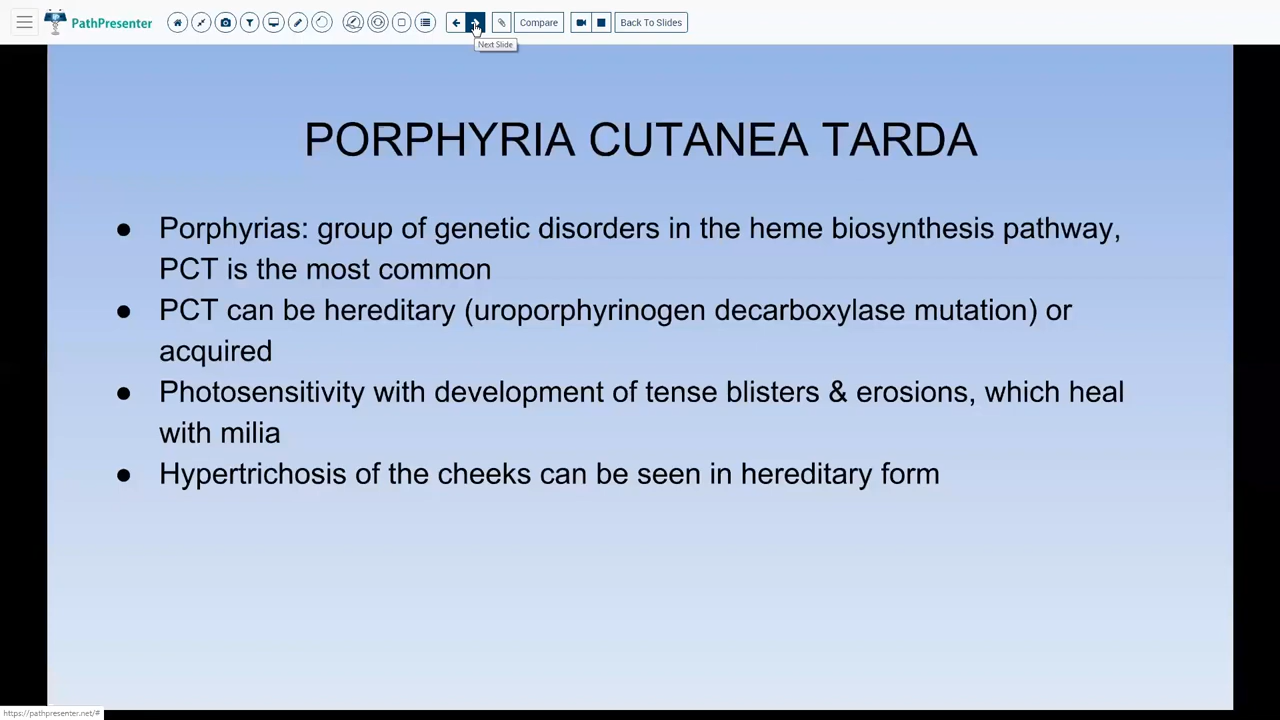 PathPresenter
Compare
Back To Slides
Next Slide
PORPHYRIA CUTANEA TARDA
● Porphyrias: group of genetic disorders in the heme biosynthesis pathway,
PCT is the most common
● PCT can be hereditary (uroporphyrinogen decarboxylase mutation) or
acquired
● Photosensitivity with development of tense blisters & erosions, which heal
with milia
● Hypertrichosis of the cheeks can be seen in hereditary form
https://pathpresenter.net/#